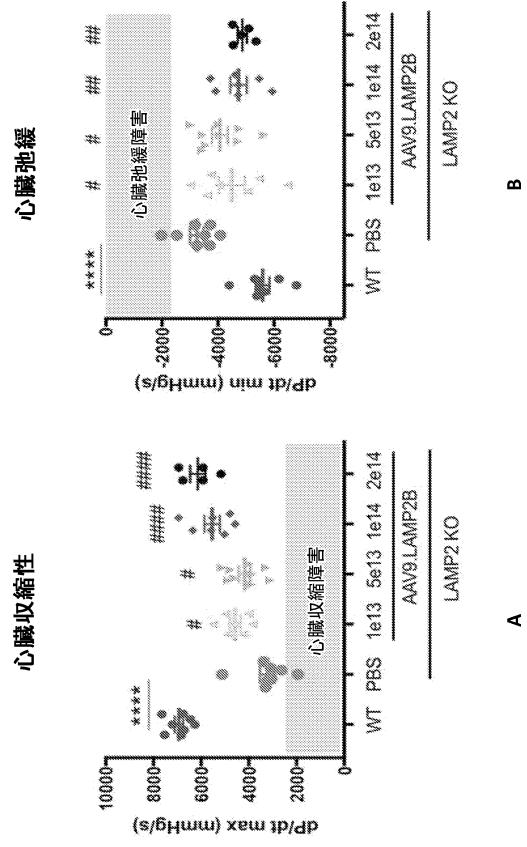 心臓収縮性
dP/dt max (mmHg/s)
10000
8000
6000
4000
2000
0
****
#
#
####
####
心臓収縮障害
WT PBS 1e13 5e13 1e14 2e14
AAV9.LAMP2B
LAMP2 KO
A
心臓弛緩
dP/dt min (mmHg/s)
0
-2000
-4000
-6000
-8000
****
#
#
##
##
心臓弛緩障害
WT PBS 1e13 5e13 1e14 2e14
AAV9.LAMP2B
LAMP2 KO
B